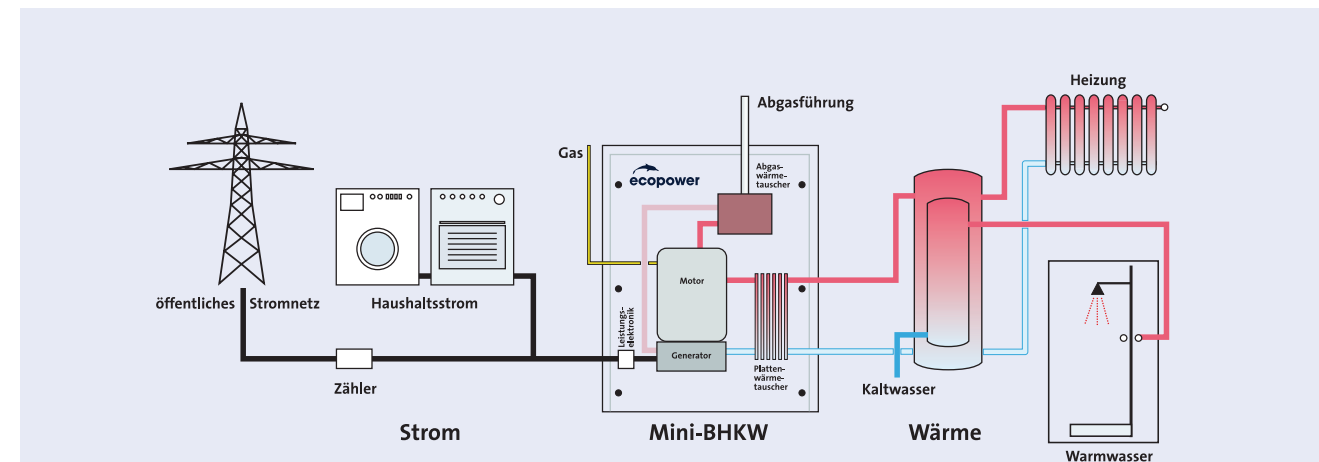 Heizung
Abgasführung
Gas
Abgas-
wärme-
tauscher
ecopower
Motor
öffentliches Stromnetz
Haushaltsstrom
Leistungs-
elektronik
Generator
Platten-
wärme-
tauscher
Zähler
Kaltwasser
Strom
Mini-BHKW
Wärme
Warmwasser